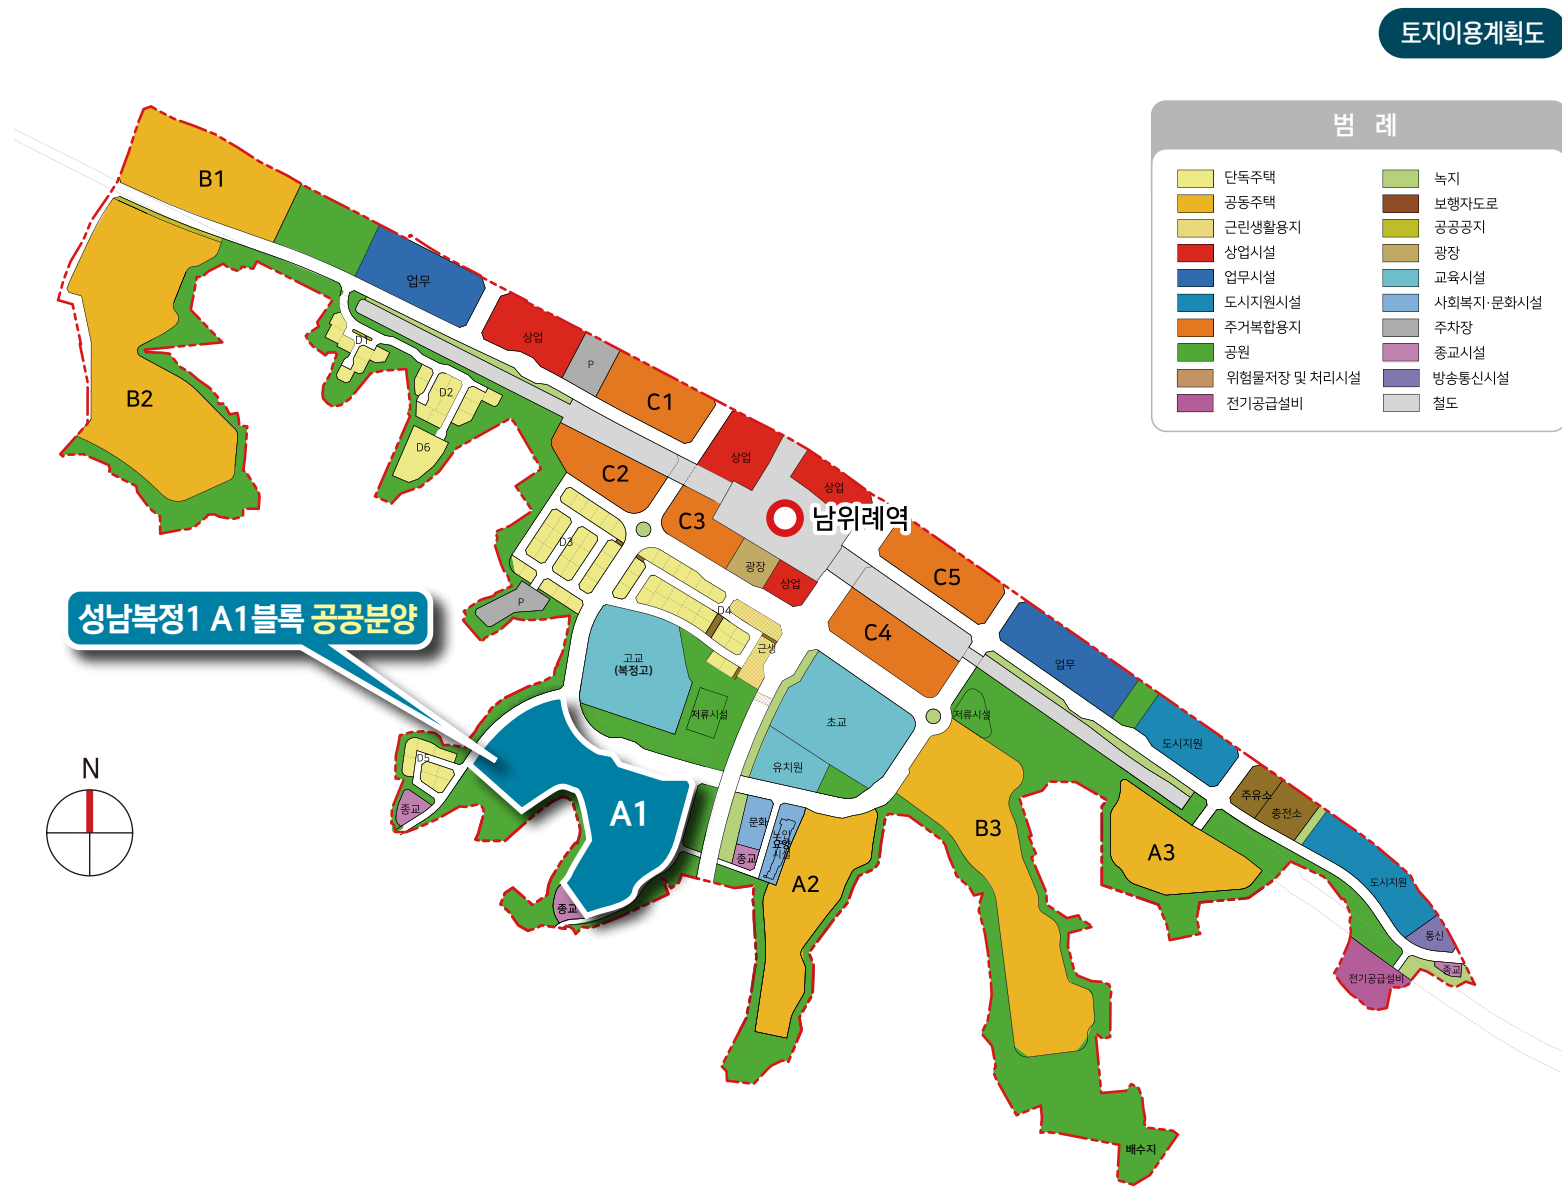 토지이용계획도
범 례
단독주택
공동주택
근린생활용지
상업시설
업무시설
도시지원시설
주거복합용지
공원
위험물저장 및 처리시설
전기공급설비
녹지
보행자도로
공공공지
광장
교육시설
사회복지·문화시설
주차장
종교시설
방송통신시설
철도
B1
업무
상업
P
D1
D2
B2
C1
D6
상업
C2
상업
C3
남위례역
D3
광장
C5
상업
P
D4
성남복정1 A1블록 공공분양
C4
근생
고교
(복정고)
업무
저류시설
초교
저류시설
도시지원
D5
유치원
N
주유소
종교
A1
문화
충전소
노인
요양
시설
B3
종교
A3
A2
도시지원
종교
통신
종교
전기공급설비
배수지